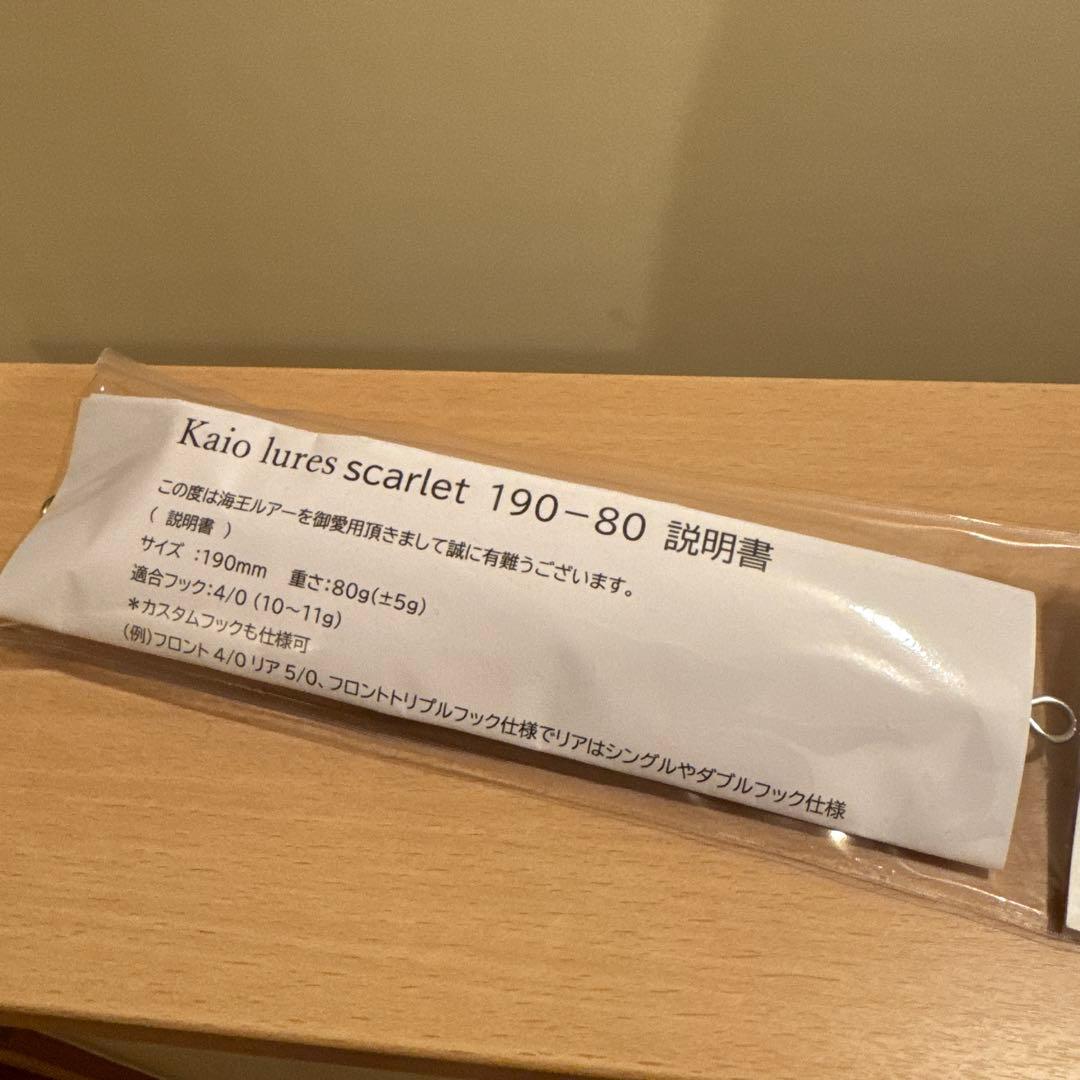 Kaio lures scarlet 190-80 説明書
この度は海王ルアーを御愛用頂きまして誠に有難うございます。
( 説明書 )
サイズ :190mm 重さ:80g(±5g)
適合フック:4/0 (10～11g)
*カスタムフックも仕様可
(例)フロント 4/0 リア 5/0、フロントトリプルフック仕様でリアはシングルやダブルフック仕様